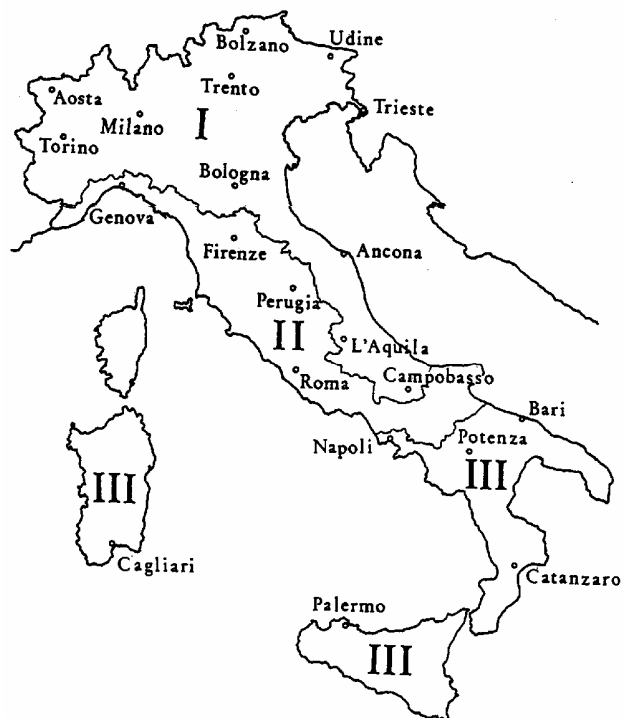 Bolzano
Udine
Trento
Aosta
Milano
I
Trieste
Torino
Bologna
Genova
Firenze
Ancona
Perugia
II
L'Aquila
Roma
Campobasso
Bari
Napoli
Potenza
III
III
Cagliari
Catanzaro
Palermo
III